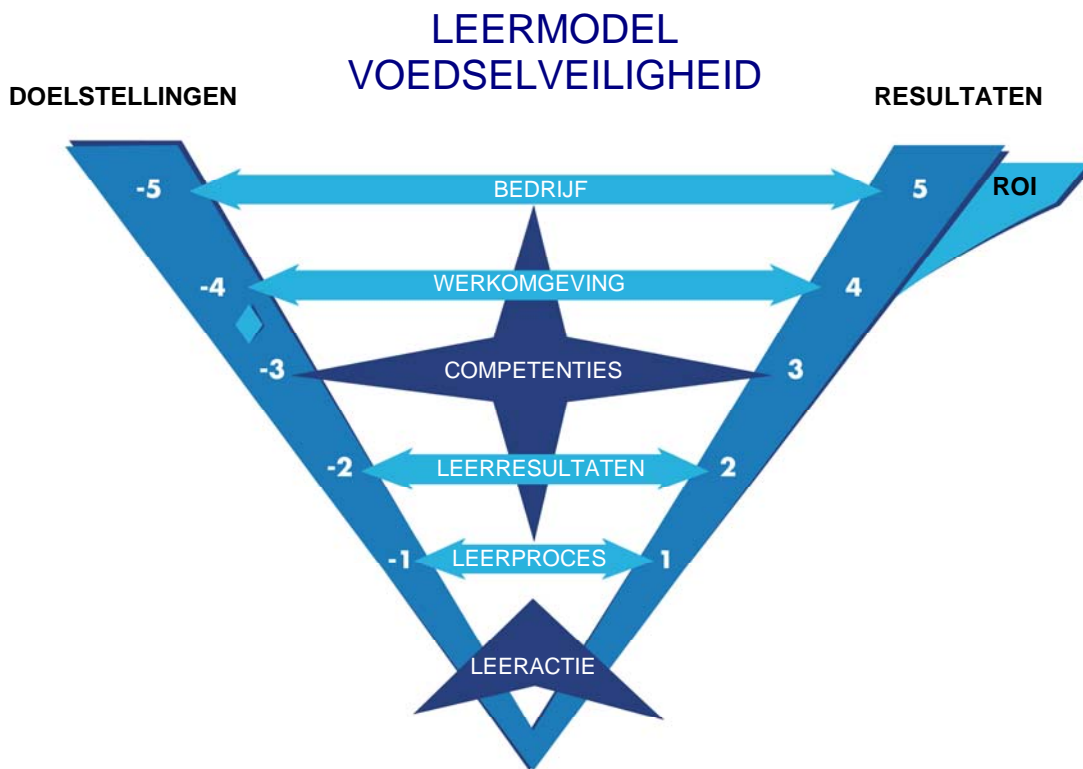 LEERMODEL
VOEDSELVEILIGHEID
DOELSTELLINGEN
RESULTATEN
-5
BEDRIJF
5
ROI
-4
WERKOMGEVING
4
-3
COMPETENTIES
3
-2
LEERRESULTATEN
2
-1
LEERPROCES
1
LEERACTIE